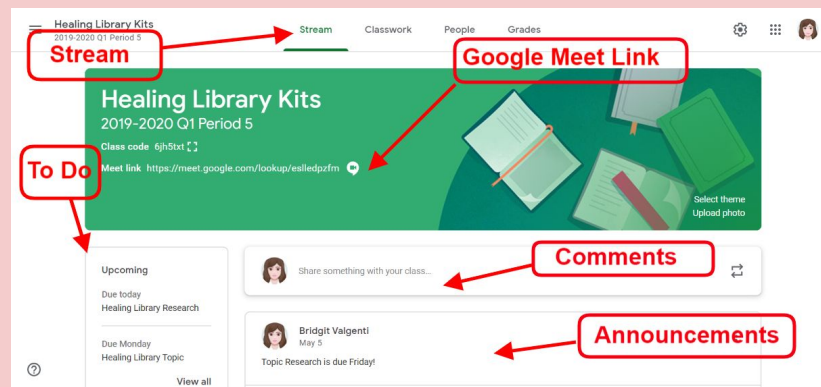 Healing Library Kits
2019-2020 Q1 Period 5
Stream Classwork People Grades
Stream
Google Meet Link
Healing Library Kits
2019-2020 Q1 Period 5
Class code 6jh5txt
Meet link https://meet.google.com/lookup/eslledpzfm
To Do
Select theme
Upload photo
Upcoming
Due today
Healing Library Research
Due Monday
Healing Library Topic
View all
Share something with your class...
Comments
Bridgit Valgenti
May 5
Topic Research is due Friday!
Announcements